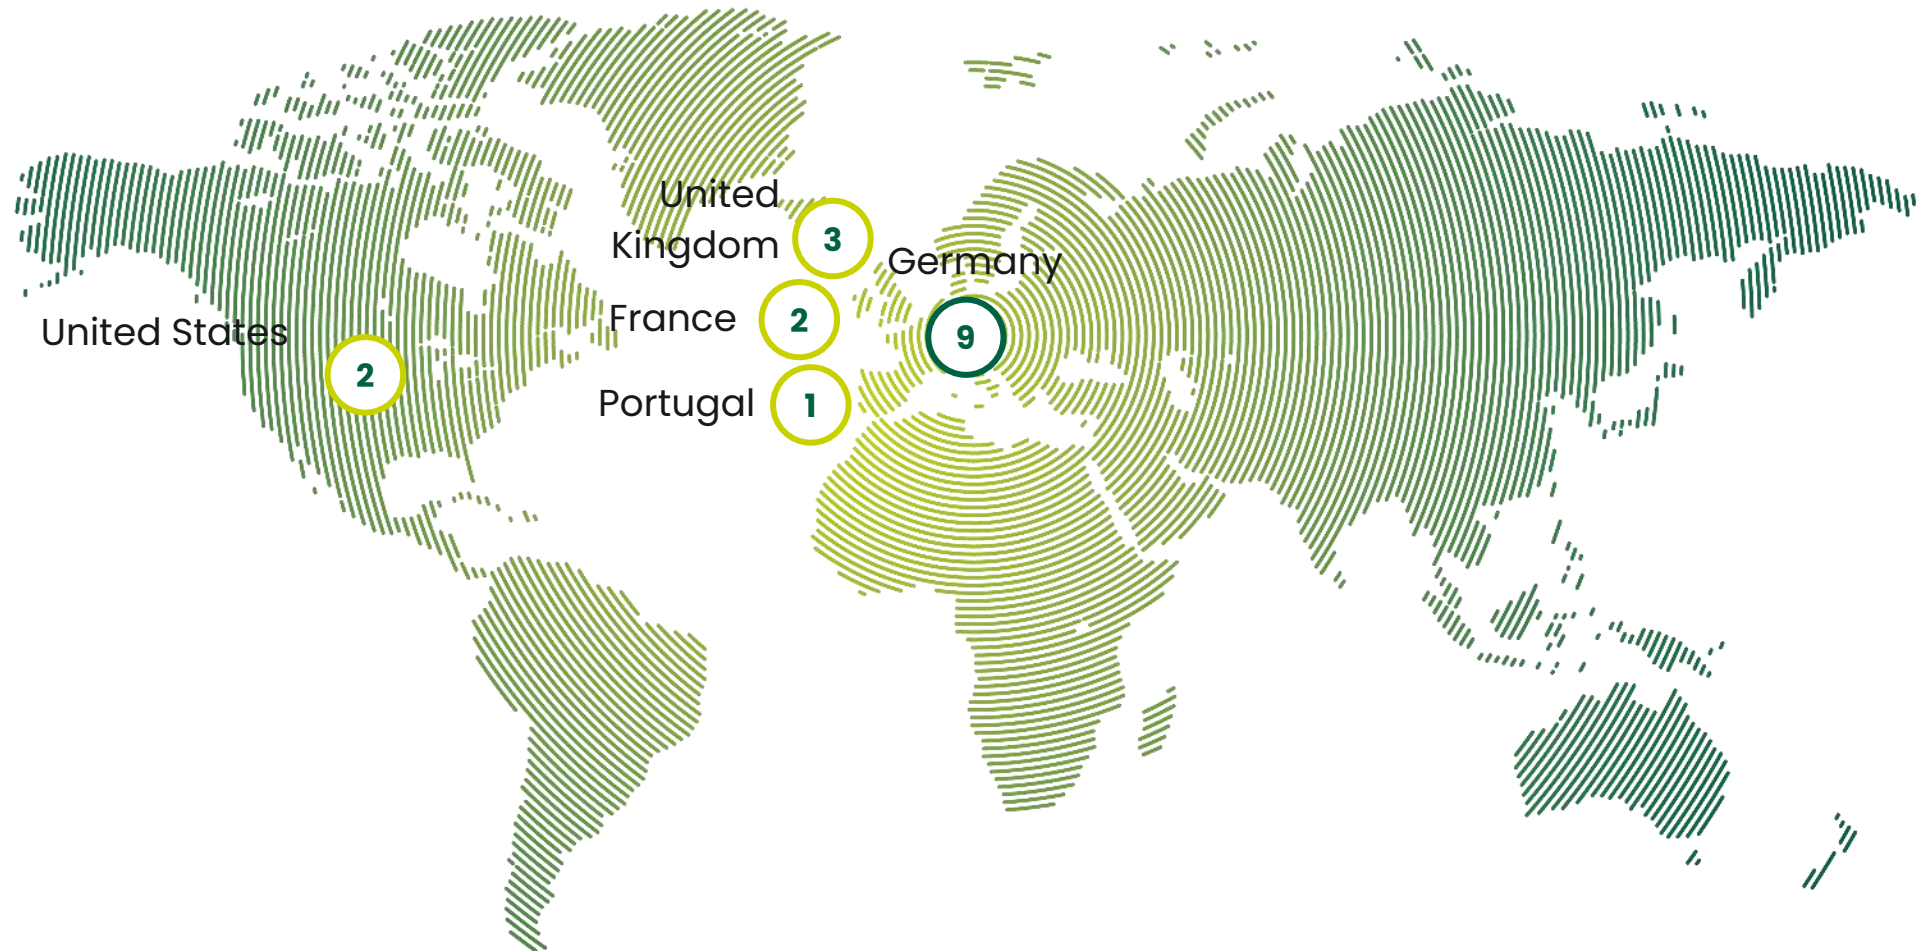 United
Kingdom
3
Germany
France
2
9
United States
2
Portugal
1